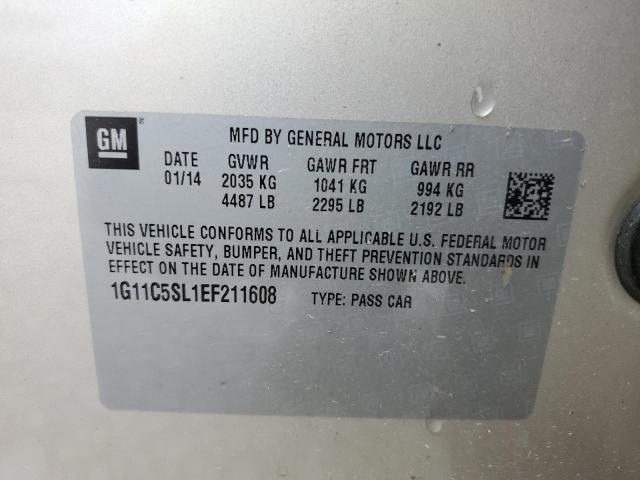 GM ®
MFD BY GENERAL MOTORS LLC
DATE GVWR GAWR FRT GAWR RR
01/14 2035 KG 1041 KG 994 KG
4487 LB 2295 LB 2192 LB
THIS VEHICLE CONFORMS TO ALL APPLICABLE U.S. FEDERAL MOTOR
VEHICLE SAFETY, BUMPER, AND THEFT PREVENTION STANDARDS IN
EFFECT ON THE DATE OF MANUFACTURE SHOWN ABOVE.
1G11C5SL1EF211608 TYPE: PASS CAR